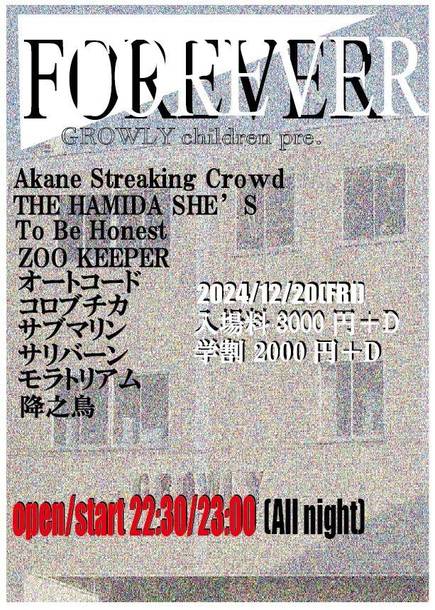 FOREVER
GROWLY children pre.
Akane Streaking Crowd
THE HAMIDA SHE'S
To Be Honest
ZOO KEEPER
オートコード
コロブチカ
サブマリン
サリバーン
モラトリアム
降之鳥
2024/12/20(FRI)
入場料 3000 円+D
学割 2000 円+D
GROWLY
open/start 22:30/23:00 (All night)